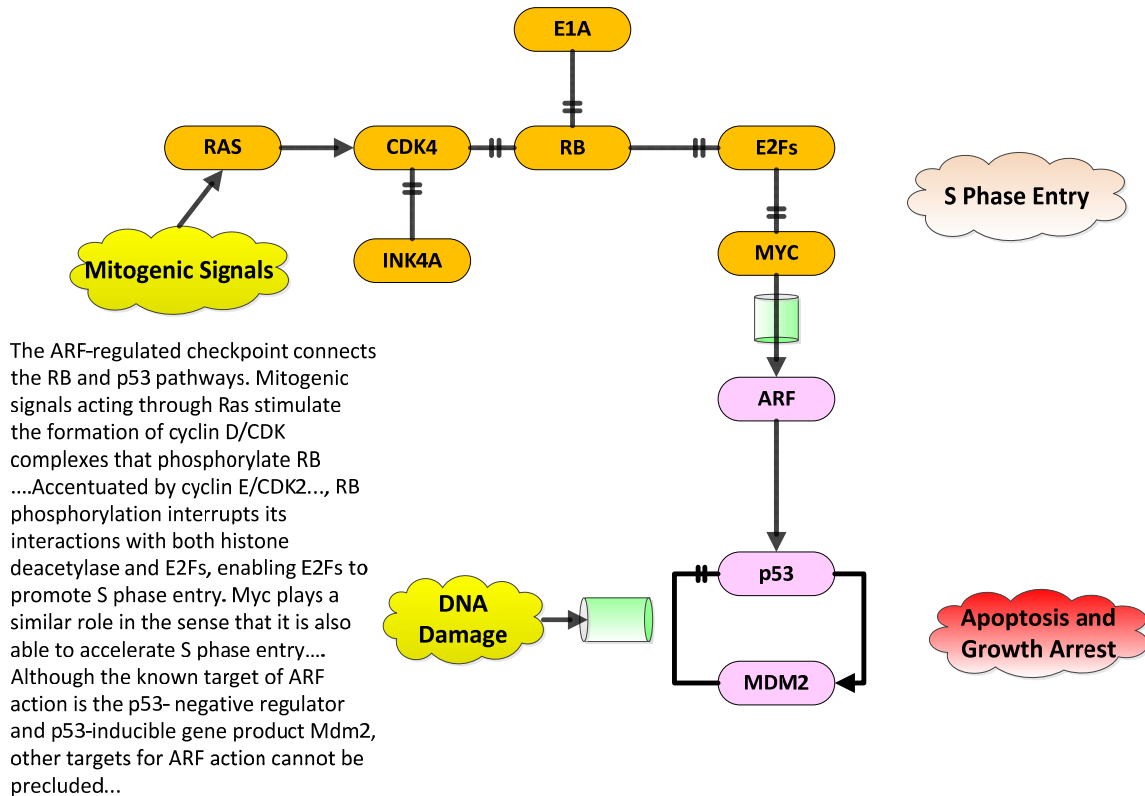 E1A
RAS
CDK4
RB
E2Fs
S Phase Entry
Mitogenic Signals
INK4A
MYC
The ARF-regulated checkpoint connects
the RB and p53 pathways. Mitogenic
signals acting through Ras stimulate
the formation of cyclin D/CDK
complexes that phosphorylate RB
....Accentuated by cyclin E/CDK2..., RB
phosphorylation interrupts its
interactions with both histone
deacetylase and E2Fs, enabling E2Fs to
promote S phase entry. Myc plays a
similar role in the sense that it is also
able to accelerate S phase entry....
Although the known target of ARF
action is the p53- negative regulator
and p53-inducible gene product Mdm2,
other targets for ARF action cannot be
precluded...
ARF
p53
DNA
Damage
MDM2
Apoptosis and
Growth Arrest